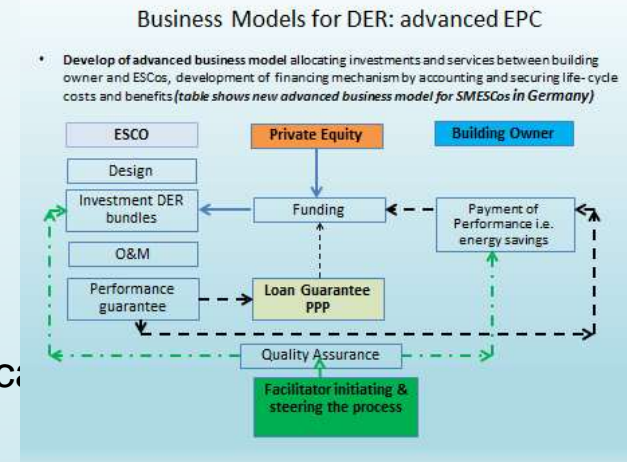 Business Models for DER: advanced EPC
• Develop of advanced business model allocating investments and services between building
owner and ESCos, development of financing mechanism by accounting and securing life-cycle
costs and benefits (table shows new advanced business model for SMESCos in Germany)
ESCO
Private Equity
Building Owner
Design
Investment DER
bundles
Funding
Payment of
Performance i.e.
energy savings
O&M
Performance
guarantee
Loan Guarantee
PPP
Quality Assurance
Facilitator initiating &
steering the process